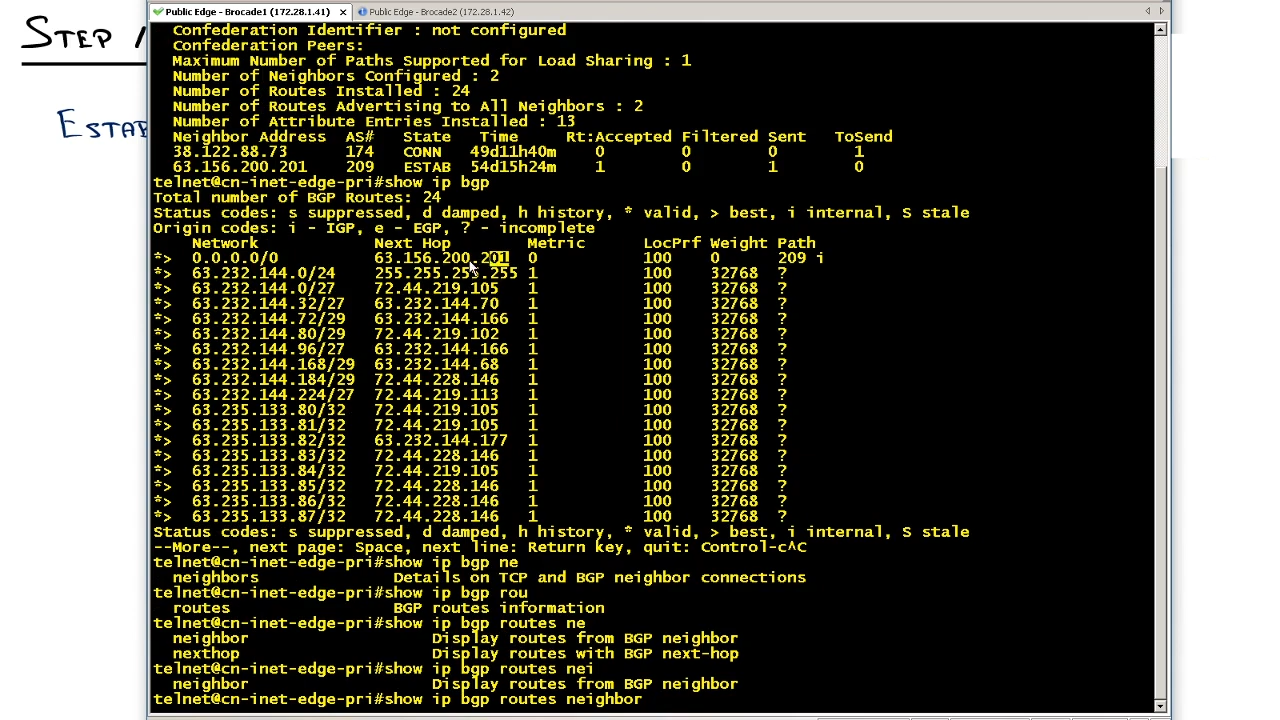 STEP
ESTAB
Public Edge - Brocade1 (172.28.1.41)
Public Edge - Brocade2 (172.28.1.42)
Confederation Identifier : not configured
Confederation Peers:
Maximum Number of Paths Supported for Load Sharing : 1
Number of Neighbors Configured : 2
Number of Routes Installed : 24
Number of Routes Advertising to All Neighbors : 2
Number of Attribute Entries Installed : 13
Neighbor Address AS# State Time Rt:Accepted Filtered Sent ToSend
38.122.88.73 174 CONN 49d11h40m 0 0 0 1
63.156.200.201 209 ESTAB 54d15h24m 1 0 1 0
telnet@cn-inet-edge-pri#show ip bgp
Total number of BGP Routes: 24
Status codes: s suppressed, d damped, h history, * valid, > best, i internal, S stale
Origin codes: i - IGP, e - EGP, ? - incomplete
Network Next Hop Metric LocPrf Weight Path
*> 0.0.0.0/0 63.156.200.201 0 100 0 209 i
*> 63.232.144.0/24 255.255.255.255 1 100 32768 ?
*> 63.232.144.0/27 72.44.219.105 1 100 32768 ?
*> 63.232.144.32/27 63.232.144.70 1 100 32768 ?
*> 63.232.144.72/29 63.232.144.166 1 100 32768 ?
*> 63.232.144.80/29 72.44.219.102 1 100 32768 ?
*> 63.232.144.96/27 63.232.144.166 1 100 32768 ?
*> 63.232.144.168/29 63.232.144.68 1 100 32768 ?
*> 63.232.144.184/29 72.44.228.146 1 100 32768 ?
*> 63.232.144.224/27 72.44.219.113 1 100 32768 ?
*> 63.235.133.80/32 72.44.219.105 1 100 32768 ?
*> 63.235.133.81/32 72.44.219.105 1 100 32768 ?
*> 63.235.133.82/32 63.232.144.177 1 100 32768 ?
*> 63.235.133.83/32 72.44.228.146 1 100 32768 ?
*> 63.235.133.84/32 72.44.219.105 1 100 32768 ?
*> 63.235.133.85/32 72.44.228.146 1 100 32768 ?
*> 63.235.133.86/32 72.44.228.146 1 100 32768 ?
*> 63.235.133.87/32 72.44.228.146 1 100 32768 ?
Status codes: s suppressed, d damped, h history, * valid, > best, i internal, S stale
--More--, next page: Space, next line: Return key, quit: Control-c^C
telnet@cn-inet-edge-pri#show ip bgp ne
neighbors Details on TCP and BGP neighbor connections
telnet@cn-inet-edge-pri#show ip bgp rou
routes BGP routes information
telnet@cn-inet-edge-pri#show ip bgp routes ne
neighbor Display routes from BGP neighbor
nexthop Display routes with BGP next-hop
telnet@cn-inet-edge-pri#show ip bgp routes nei
neighbor Display routes from BGP neighbor
telnet@cn-inet-edge-pri#show ip bgp routes neighbor